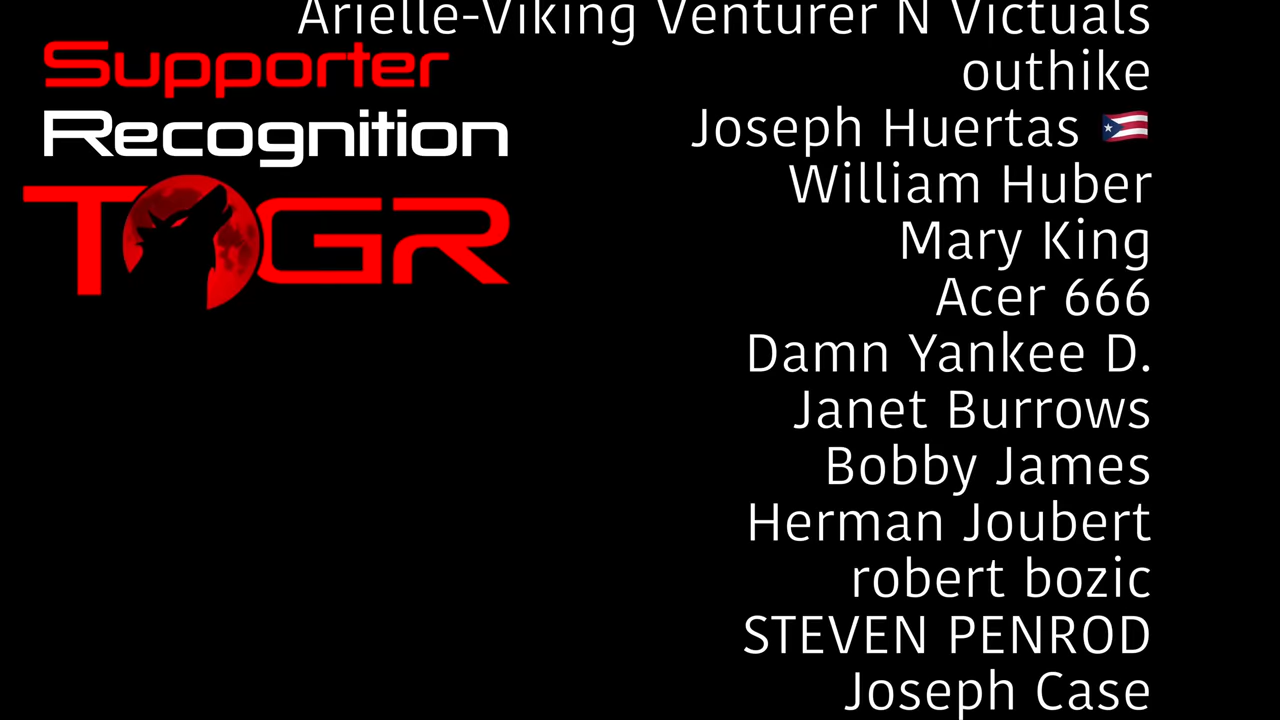 Supporter
Recognition
TOGR
Arielle-Viking Venturer N Victuals
outhike
Joseph Huertas 🇵🇷
William Huber
Mary King
Acer 666
Damn Yankee D.
Janet Burrows
Bobby James
Herman Joubert
robert bozic
STEVEN PENROD
Joseph Case